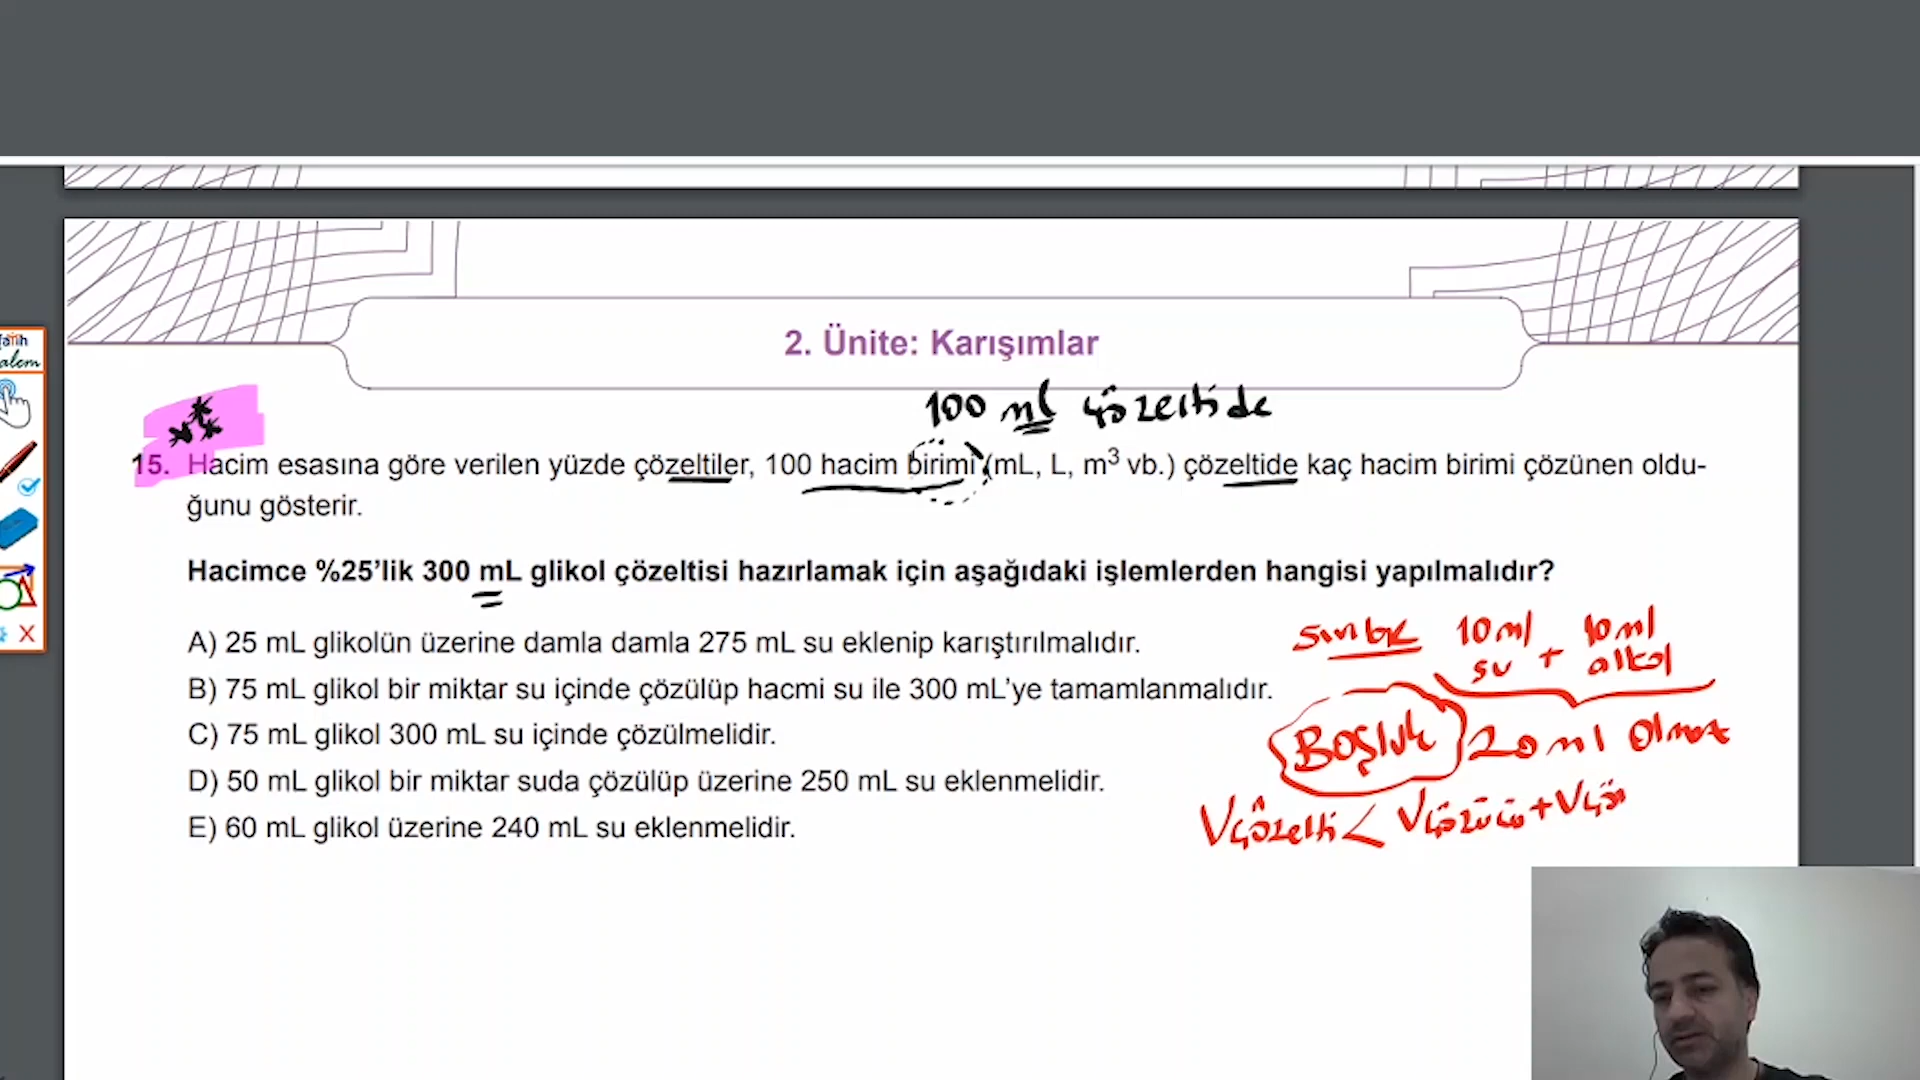 2. Ünite: Karışımlar
100 ml çözeltide
15. Hacim esasına göre verilen yüzde çözeltiler, 100 hacim birimi (mL, L, m³ vb.) çözeltide kaç hacim birimi çözünen oldu-
ğunu gösterir.
Hacimce %25'lik 300 mL glikol çözeltisi hazırlamak için aşağıdaki işlemlerden hangisi yapılmalıdır?
A) 25 mL glikolün üzerine damla damla 275 mL su eklenip karıştırılmalıdır.
B) 75 mL glikol bir miktar su içinde çözülüp hacmi su ile 300 mL'ye tamamlanmalıdır.
C) 75 mL glikol 300 mL su içinde çözülmelidir.
D) 50 mL glikol bir miktar suda çözülüp üzerine 250 mL su eklenmelidir.
E) 60 mL glikol üzerine 240 mL su eklenmelidir.
10 ml 10 ml
su + alkol
BOŞluk 20 ml Olmaz
Vçözelti < Vçözücü + Vçöz
fatih
kalem